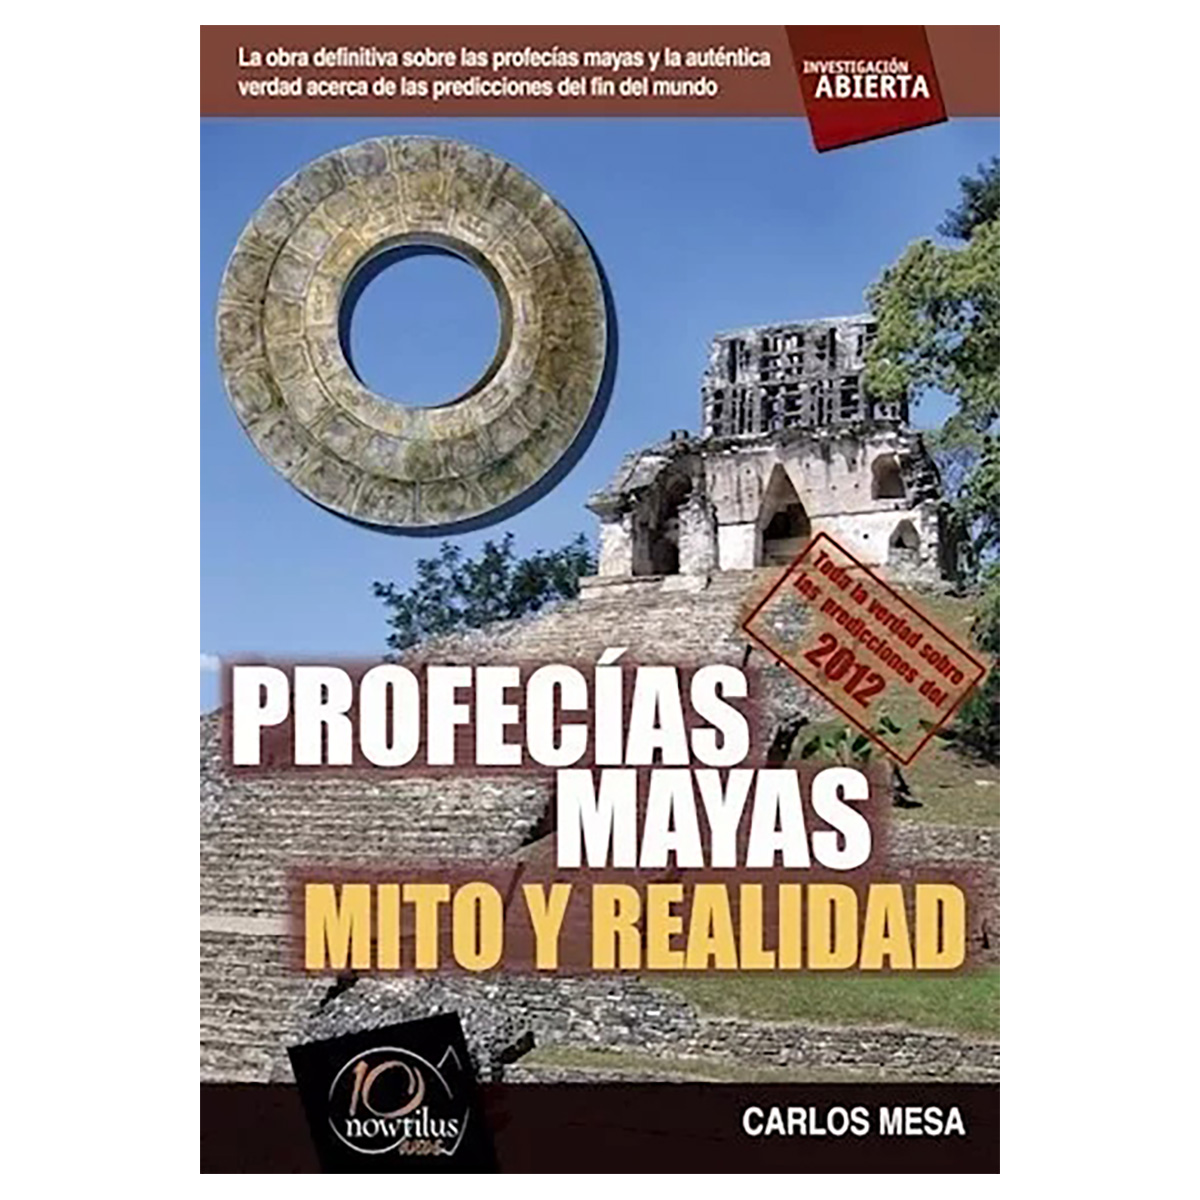 La obra definitiva sobre las profecías mayas y la auténtica
verdad acerca de las predicciones del fin del mundo
INVESTIGACIÓN
ABIERTA
Toda la verdad sobre
las predicciones del
2012
PROFECÍAS
MAYAS
MITO Y REALIDAD
10
nowtilus
CARLOS MESA